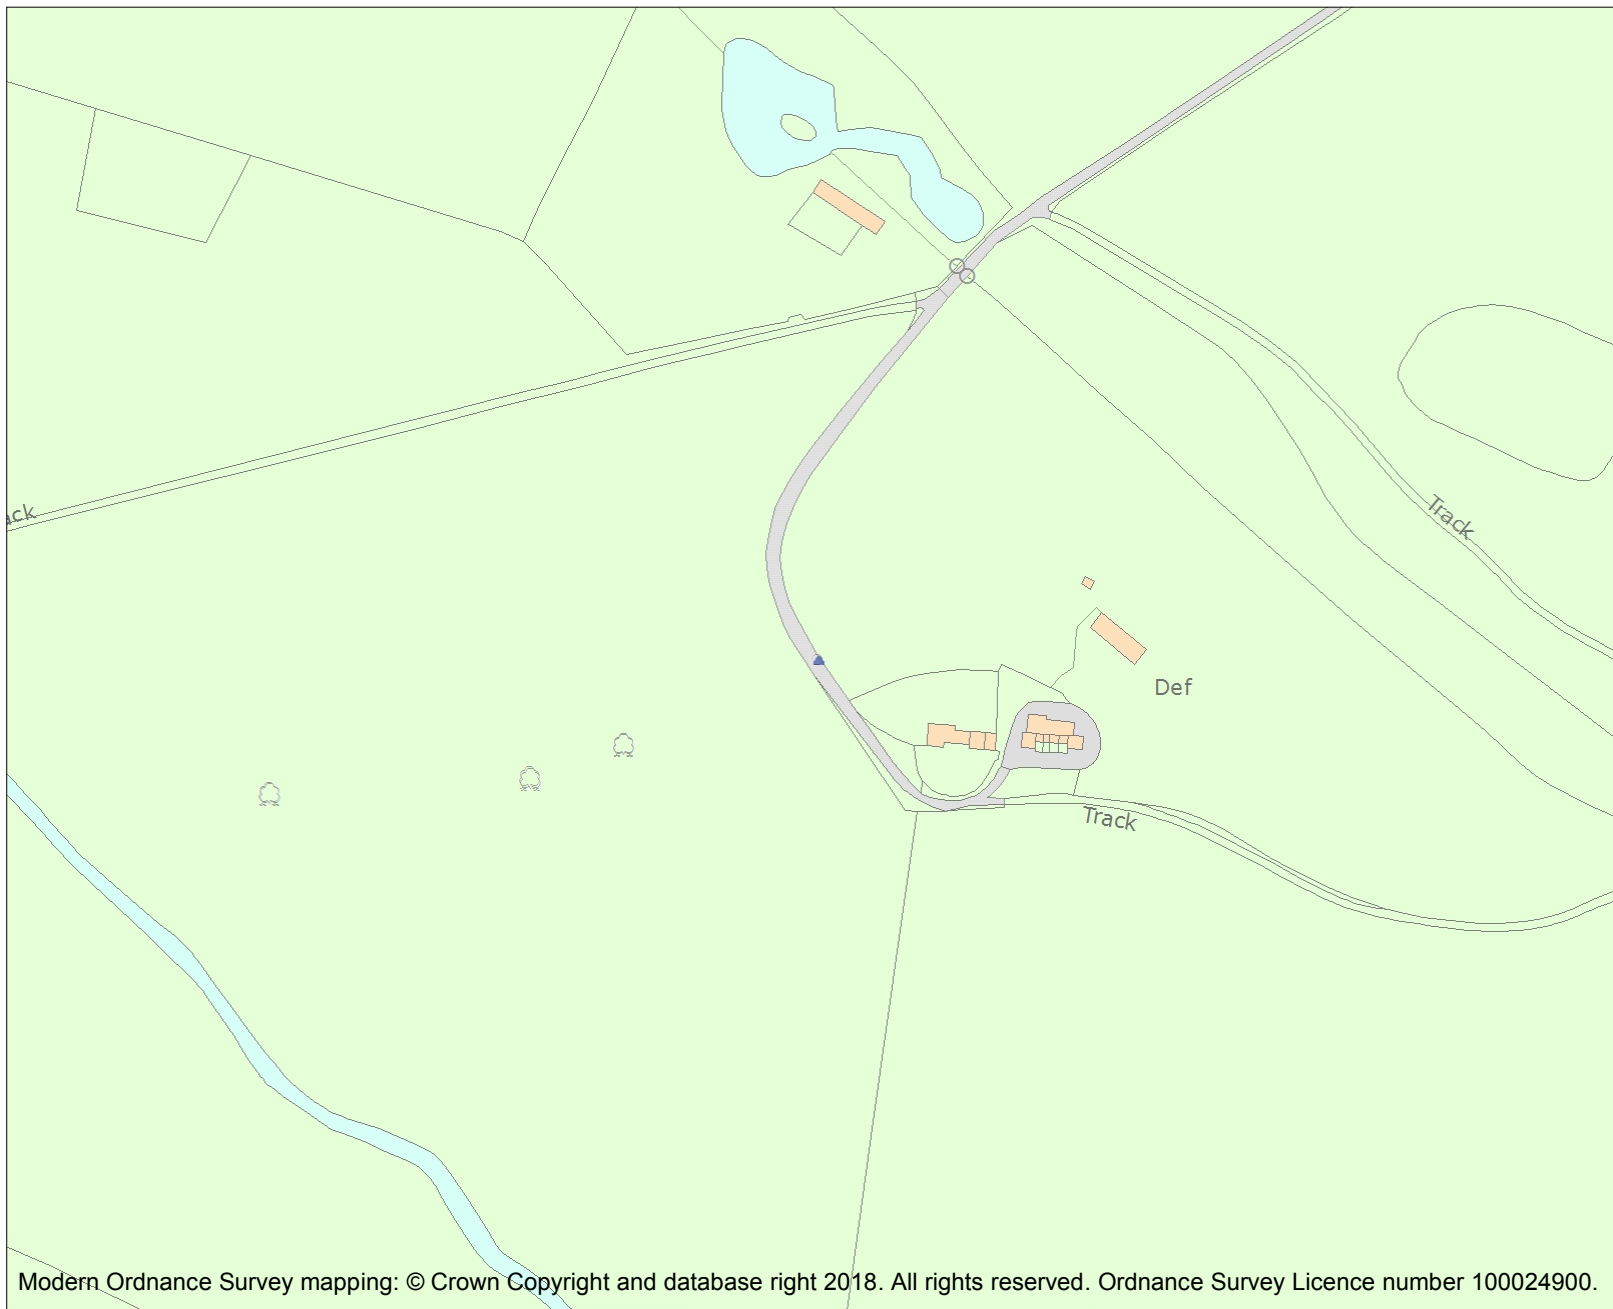 ack
Track
Def
Track
Modern Ordnance Survey mapping: © Crown Copyright and database right 2018. All rights reserved. Ordnance Survey Licence number 100024900.